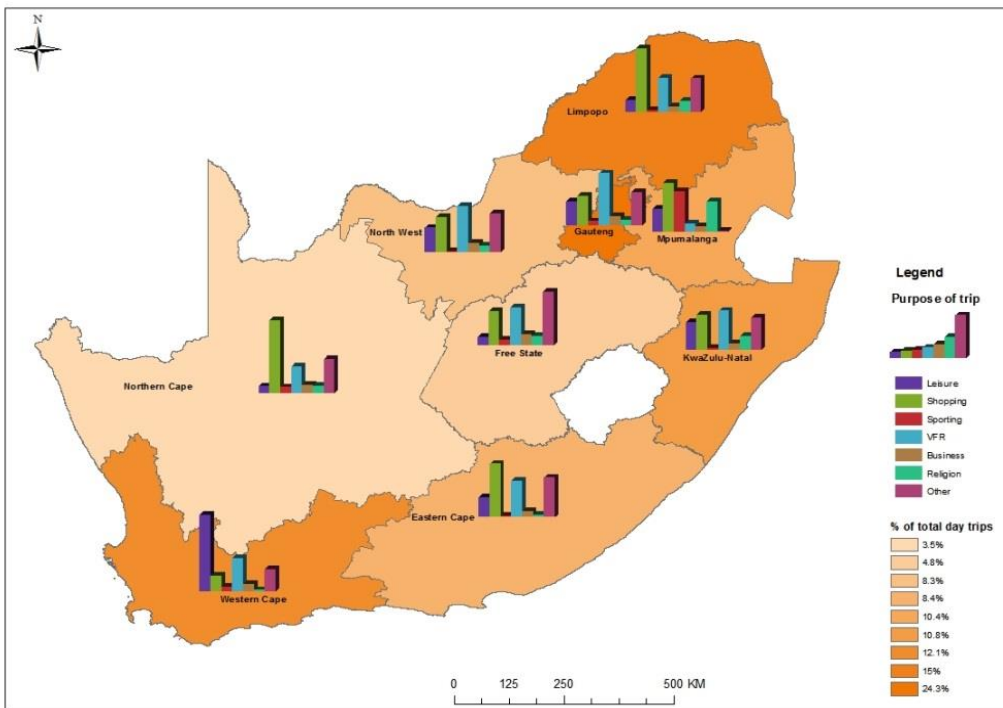 N
Limpopo
North West
Gauteng
Mpumalanga
Free State
KwaZulu-Natal
Northern Cape
Eastern Cape
Western Cape
Legend
Purpose of trip
Leisure
Shopping
Sporting
VFR
Business
Religion
Other
% of total day trips
3.5%
4.8%
8.3%
8.4%
10.4%
10.8%
12.1%
15%
24.3%
0 125 250 500 KM